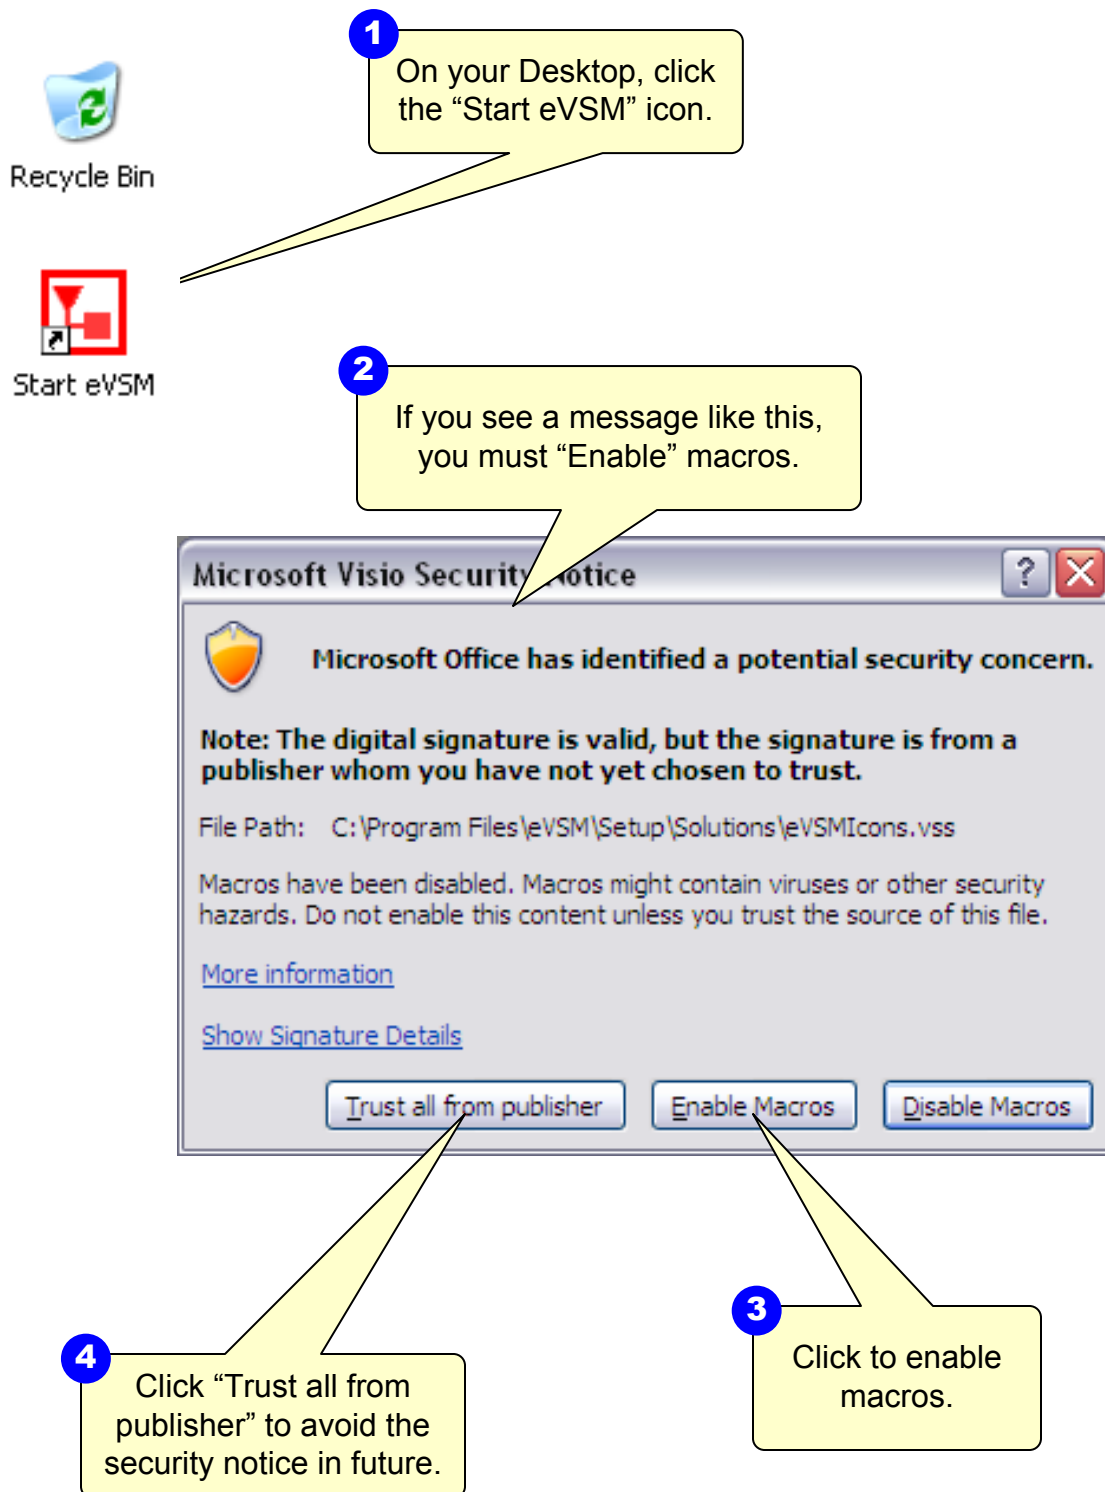 1
On your Desktop, click
the “Start eVSM” icon.
Recycle Bin
Start eVSM
2
If you see a message like this,
you must “Enable” macros.
Microsoft Visio Security Notice
?
Microsoft Office has identified a potential security concern.
Note: The digital signature is valid, but the signature is from a
publisher whom you have not yet chosen to trust.
File Path: C:\Program Files\eVSM\Setup\Solutions\eVSMIcons.vss
Macros have been disabled. Macros might contain viruses or other security
hazards. Do not enable this content unless you trust the source of this file.
More information
Show Signature Details
Trust all from publisher
Enable Macros
Disable Macros
3
Click to enable
macros.
4
Click “Trust all from
publisher” to avoid the
security notice in future.